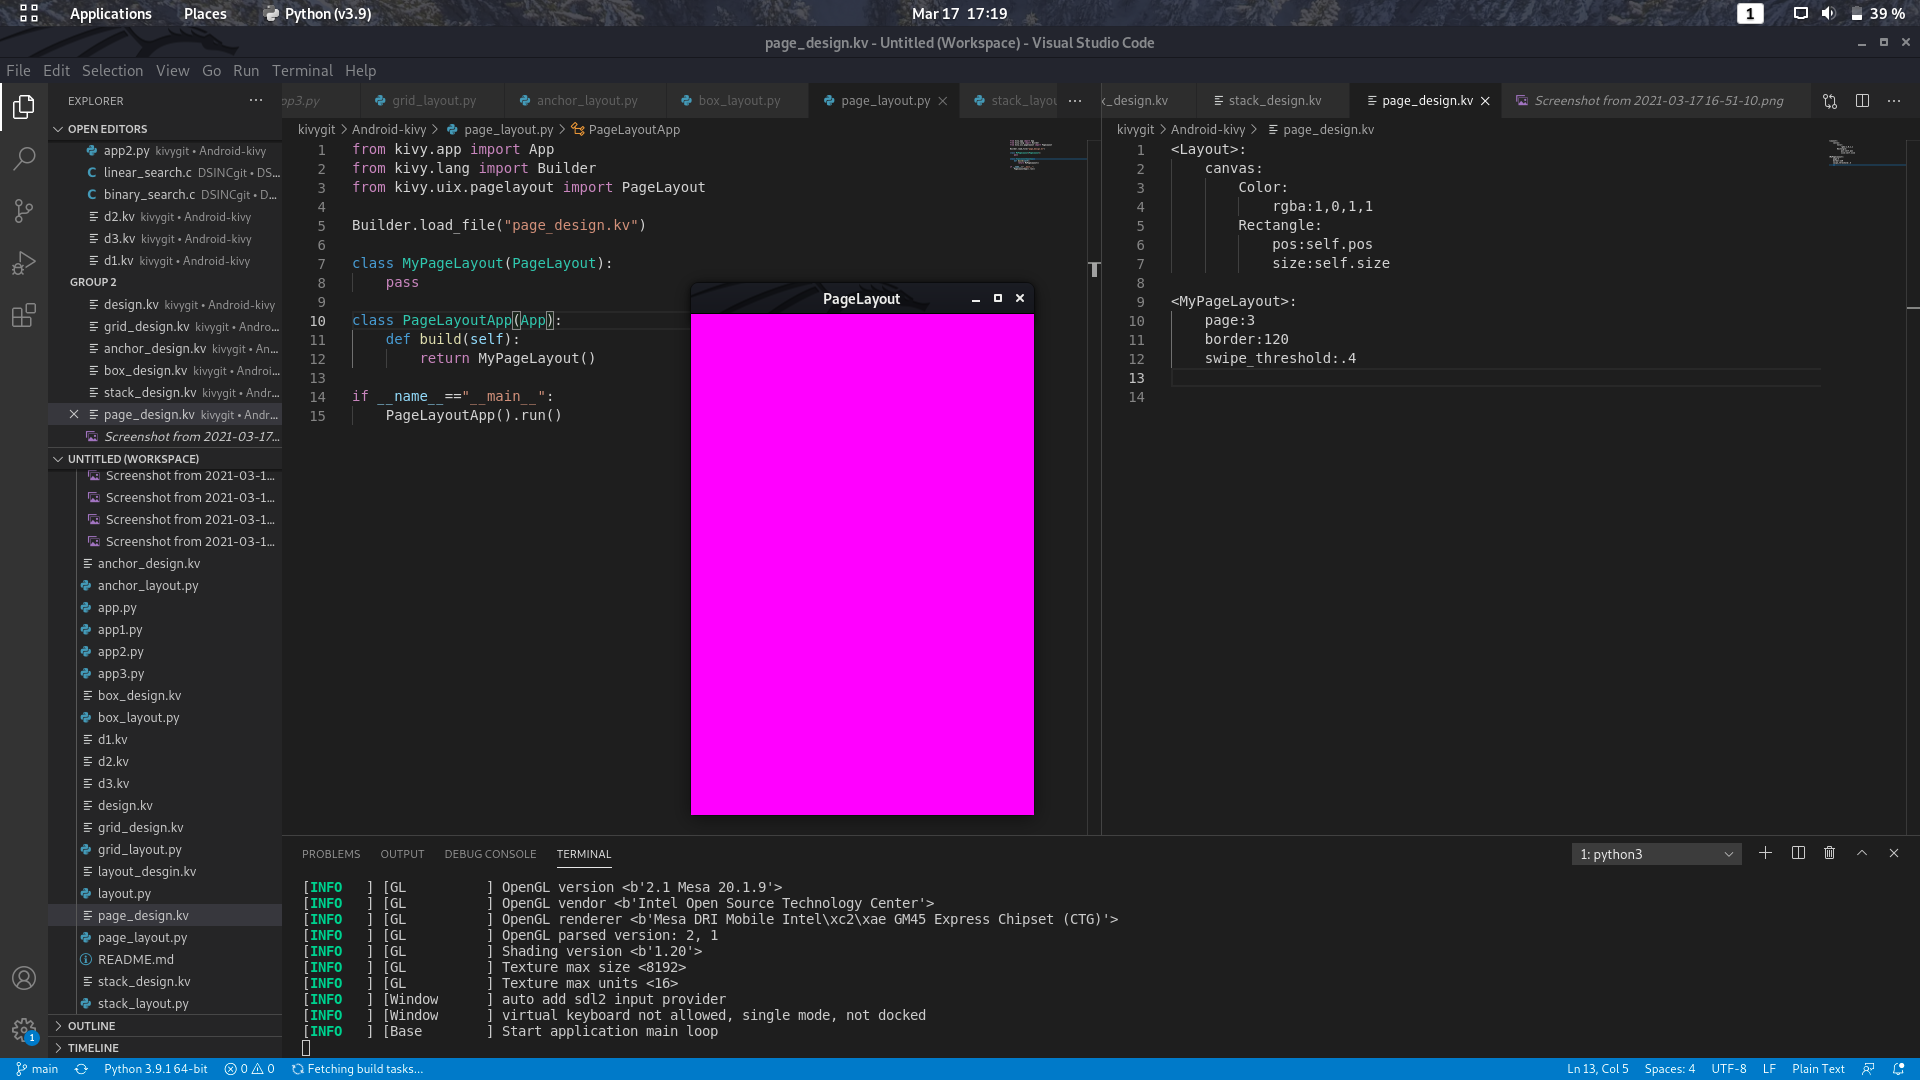 Applications Places Python (v3.9) Mar 17 17:19 1 39 %
page_design.kv - Untitled (Workspace) - Visual Studio Code
File Edit Selection View Go Run Terminal Help
EXPLORER
OPEN EDITORS
app2.py kivygit • Android-kivy
linear_search.c DSINCgit • DS...
binary_search.c DSINCgit • D...
d2.kv kivygit • Android-kivy
d3.kv kivygit • Android-kivy
d1.kv kivygit • Android-kivy
GROUP 2
design.kv kivygit • Android-kivy
grid_design.kv kivygit • Andro...
anchor_design.kv kivygit • An...
box_design.kv kivygit • Androi...
stack_design.kv kivygit • Andr...
page_design.kv kivygit • Andr...
Screenshot from 2021-03-17...
UNTITLED (WORKSPACE)
Screenshot from 2021-03-1...
Screenshot from 2021-03-1...
Screenshot from 2021-03-1...
Screenshot from 2021-03-1...
anchor_design.kv
anchor_layout.py
app.py
app1.py
app2.py
app3.py
box_design.kv
box_layout.py
d1.kv
d2.kv
d3.kv
design.kv
grid_design.kv
grid_layout.py
layout_desgin.kv
layout.py
page_design.kv
page_layout.py
README.md
stack_design.kv
stack_layout.py
OUTLINE
TIMELINE
op3.py grid_layout.py anchor_layout.py box_layout.py page_layout.py stack_layou
kivygit > Android-kivy > page_layout.py > PageLayoutApp
1 from kivy.app import App
2 from kivy.lang import Builder
3 from kivy.uix.pagelayout import PageLayout
4
5 Builder.load_file("page_design.kv")
6
7 class MyPageLayout(PageLayout):
8 pass
9
10 class PageLayoutApp(App):
11 def build(self):
12 return MyPageLayout()
13
14 if __name__=="__main__":
15 PageLayoutApp().run()
PageLayout
k_design.kv stack_design.kv page_design.kv Screenshot from 2021-03-17 16-51-10.png
kivygit > Android-kivy > page_design.kv
1 <Layout>:
2 canvas:
3 Color:
4 rgba:1,0,1,1
5 Rectangle:
6 pos:self.pos
7 size:self.size
8
9 <MyPageLayout>:
10 page:3
11 border:120
12 swipe_threshold:.4
13
14
PROBLEMS OUTPUT DEBUG CONSOLE TERMINAL 1: python3
[INFO ] [GL ] OpenGL version <b'2.1 Mesa 20.1.9'>
[INFO ] [GL ] OpenGL vendor <b'Intel Open Source Technology Center'>
[INFO ] [GL ] OpenGL renderer <b'Mesa DRI Mobile Intel\xc2\xae GM45 Express Chipset (CTG)'>
[INFO ] [GL ] OpenGL parsed version: 2, 1
[INFO ] [GL ] Shading version <b'1.20'>
[INFO ] [GL ] Texture max size <8192>
[INFO ] [GL ] Texture max units <16>
[INFO ] [Window ] auto add sdl2 input provider
[INFO ] [Window ] virtual keyboard not allowed, single mode, not docked
[INFO ] [Base ] Start application main loop
1
main Python 3.9.1 64-bit 0 0 Fetching build tasks... Ln 13, Col 5 Spaces: 4 UTF-8 LF Plain Text